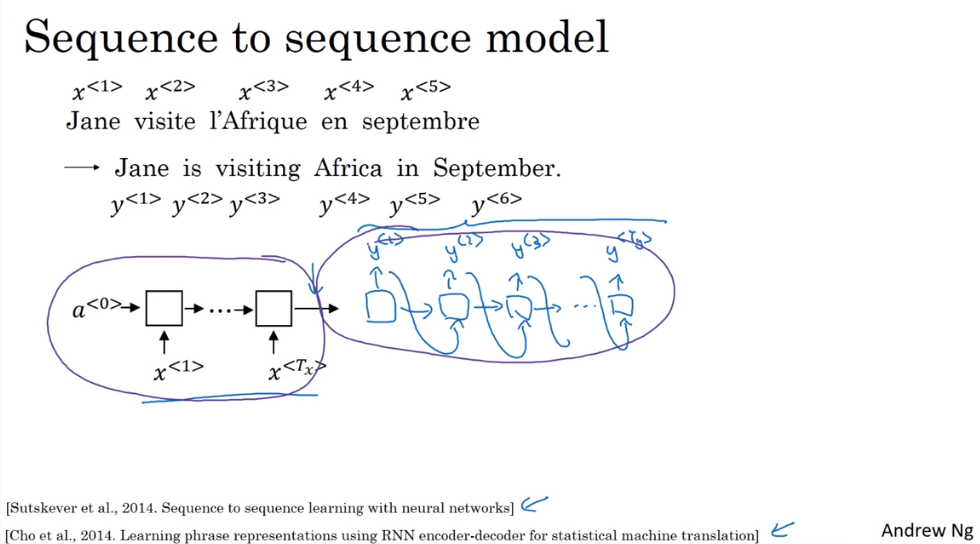 Sequence to sequence model
x<1> x<2> x<3> x<4> x<5>
Jane visite l'Afrique en septembre
→ Jane is visiting Africa in September.
y<1> y<2> y<3> y<4> y<5> y<6>
y<1> y<2> y<3> y<Ty>
a<0> → → .... → → ...
x<1> x<Tx>
[Sutskever et al., 2014. Sequence to sequence learning with neural networks]
[Cho et al., 2014. Learning phrase representations using RNN encoder-decoder for statistical machine translation]
Andrew Ng